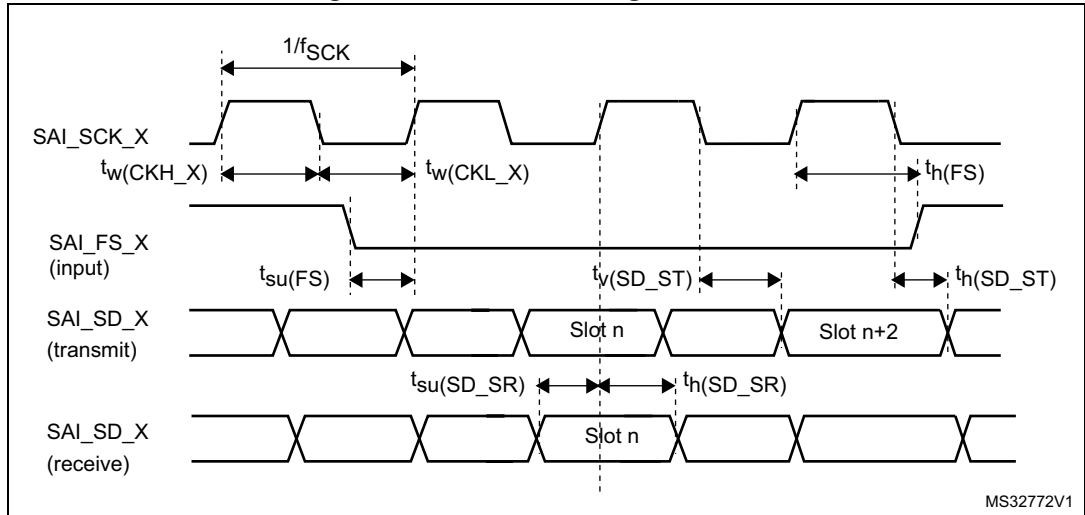 1/fSCK
SAI_SCK_X
tw(CKH_X)
tw(CKL_X)
th(FS)
SAI_FS_X
(input)
tsu(FS)
tv(SD_ST)
th(SD_ST)
SAI_SD_X
(transmit)
Slot n
Slot n+2
tsu(SD_SR)
th(SD_SR)
SAI_SD_X
(receive)
Slot n
MS32772V1